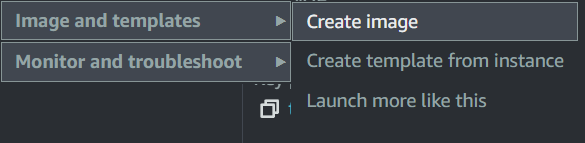 Image and templates
Create image
Monitor and troubleshoot
Create template from instance
Launch more like this